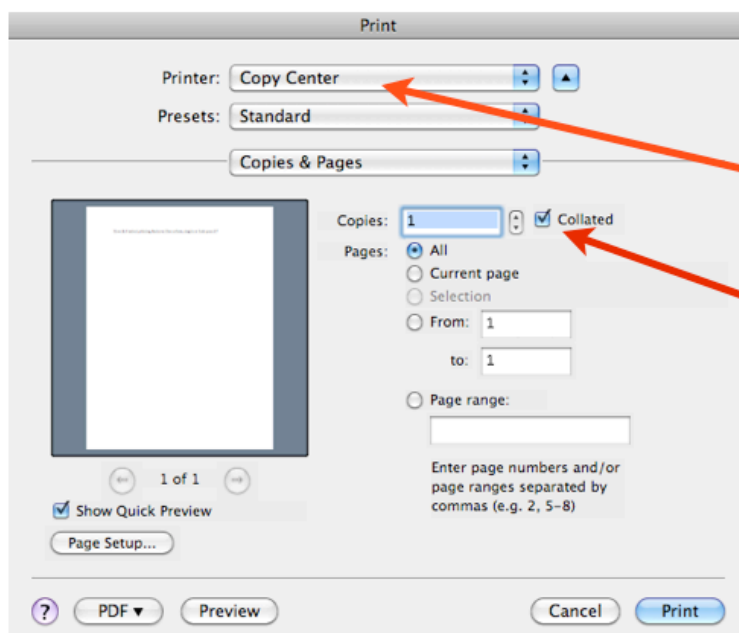 Print
Printer: Copy Center
Presets: Standard
Copies & Pages
Copies: 1 Collated
Pages: All
Current page
Selection
From: 1
to: 1
Page range:
Enter page numbers and/or
page ranges separated by
commas (e.g. 2, 5-8)
1 of 1
Show Quick Preview
Page Setup...
? PDF Preview Cancel Print